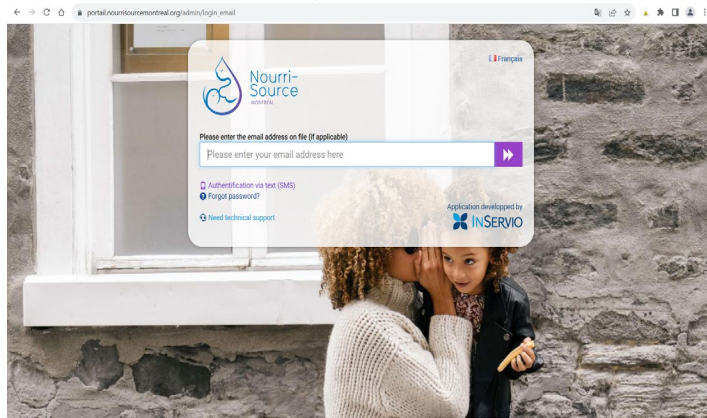 portail.nourrisourcemontreal.org/admin/login_email
Français
Nourri-
Source
MONTRÉAL
Please enter the email address on file (if applicable)
Please enter your email address here
Authentification via text (SMS)
Forgot password?
Need technical support
Application developped by
INSERVIO